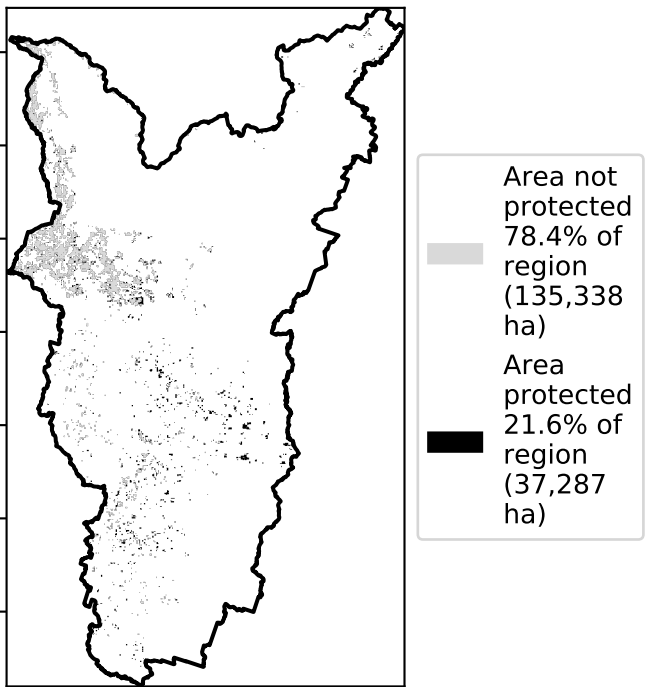 Area not
protected
78.4% of
region
(135,338
ha)
Area
protected
21.6% of
region
(37,287
ha)